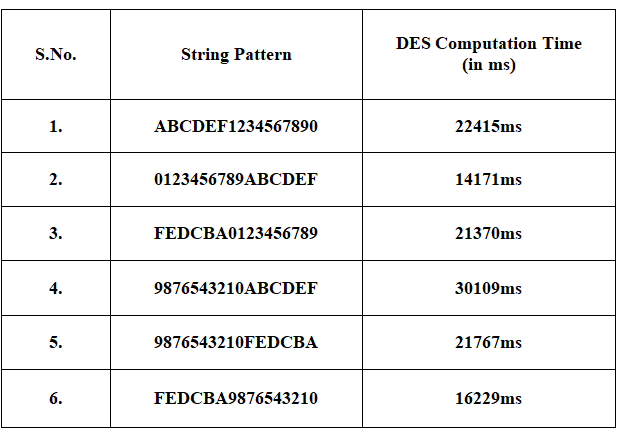 S.No. String Pattern DES Computation Time
(in ms)
1. ABCDEF1234567890 22415ms
2. 0123456789ABCDEF 14171ms
3. FEDCBA0123456789 21370ms
4. 9876543210ABCDEF 30109ms
5. 9876543210FEDCBA 21767ms
6. FEDCBA9876543210 16229ms